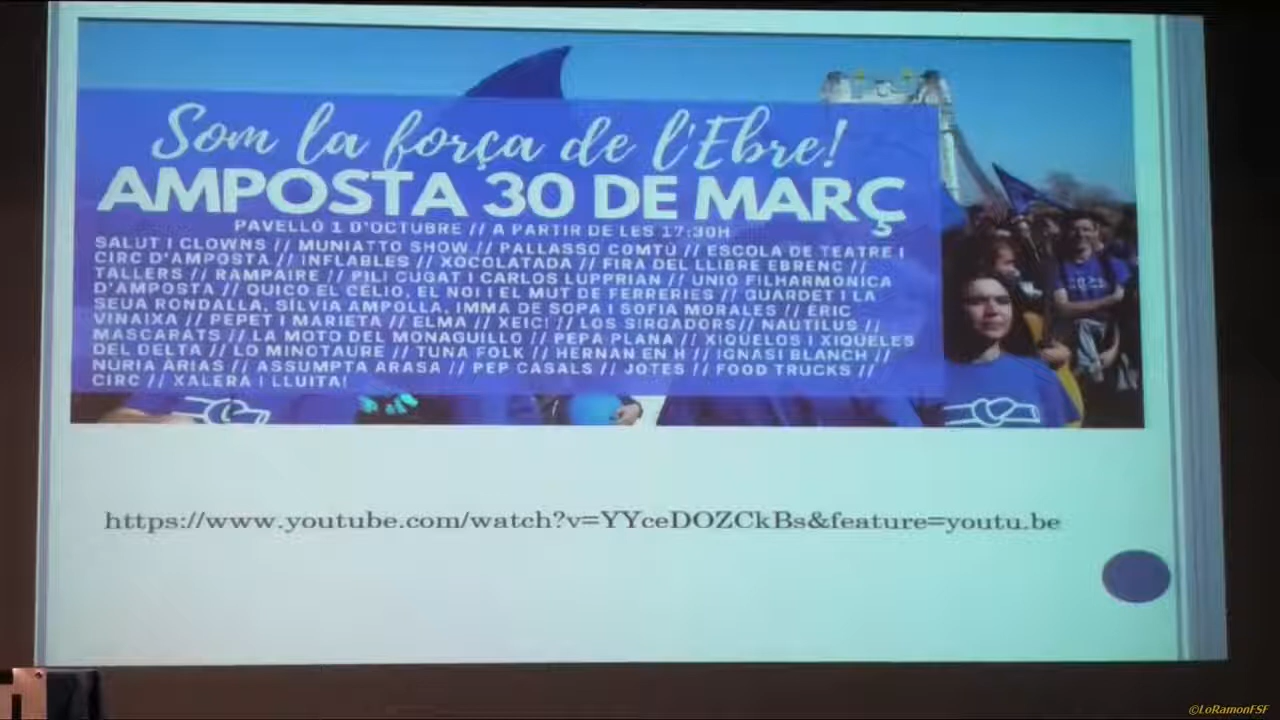 Som la força de l'Ebre!
AMPOSTA 30 DE MARÇ
PAVELLÓ 1 D'OCTUBRE // A PARTIR DE LES 17:30H
SALUT I CLOWNS // MUNIATTO SHOW // PALLASSO COMTÚ // ESCOLA DE TEATRE I
CIRC D'AMPOSTA // INFLABLES // XOCOLATADA // FIRA DEL LLIBRE EBRENC //
TALLERS // RAMPAIRE // PILI CUGAT I CARLOS LUPPRIAN // UNIÓ FILHARMÒNICA
D'AMPOSTA // QUICO EL CÉLIO, EL NOI I EL MUT DE FERRERIES // GUARDET I LA
SEUA RONDALLA, SÍLVIA AMPOLLA, IMMA DE SOPA I SOFIA MORALES // ERIC
VINAIXA // PEPET I MARIETA // ELMA // XEIC! // LOS SIRGADORS// NAUTILUS //
MASCARATS // LA MOTO DEL MONAGUILLO // PEPA PLANA // XIQUELOS I XIQUELES
DEL DELTA // LO MINOTAURE // TUNA FOLK // HERNAN EN H // IGNASI BLANCH //
NÚRIA ARIAS // ASSUMPTA ARASA // PEP CASALS // JOTES // FOOD TRUCKS //
CIRC // XALERA I LLUITA!
https://www.youtube.com/watch?v=YYceDOZCkBs&feature=youtu.be
©LoRamonFSF